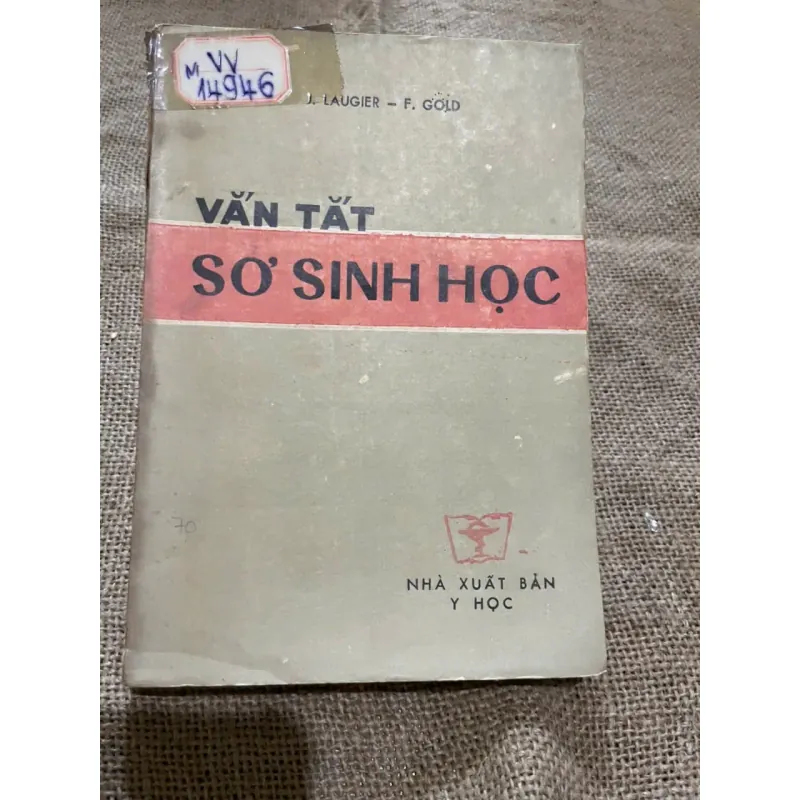 M VV
14946
J. LAUGIER – F. GOLD
VẮN TẮT
SƠ SINH HỌC
70
NHÀ XUẤT BẢN
Y HỌC